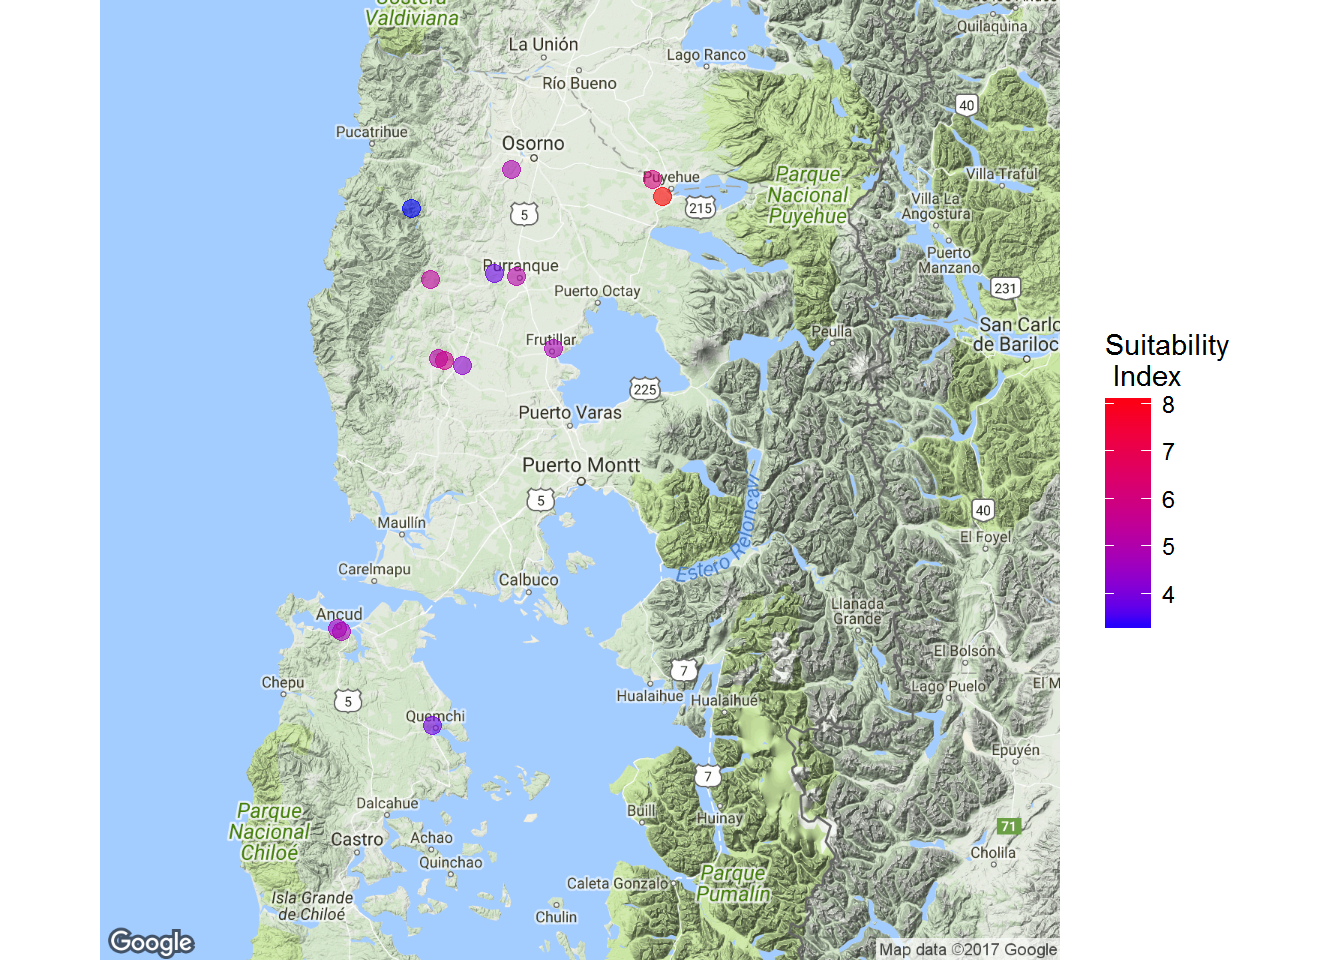 Costera
Valdiviana
Quilaquina
La Unión
Lago Ranco
Río Bueno
40
Pucatrihue
Osorno
Puyehue
Parque
Nacional
Puyehue
Villa Traful
Villa La
Angostura
215
5
Puerto
Manzano
Purranque
Puerto Octay
231
San Carlo
de Bariloc
Peulla
Frutillar
225
Puerto Varas
Puerto Montt
5
Maullín
40
El Foyel
Estero Reloncaví
Carelmapu
Calbuco
Ancud
Llanada
Grande
El Bolsón
Chepu
7
Hualaihue
Hualaihué
Lago Puelo
El M
5
Quemchi
Epuyén
7
Dalcahue
Buill
Huinay
Parque
Nacional
Chiloé
Castro
Achao
Quinchao
71
Cholila
Caleta Gonzalo
Parque
Pumalín
Isla Grande
de Chiloé
Chulin
Google
Map data ©2017 Google
Suitability
Index
8
7
6
5
4